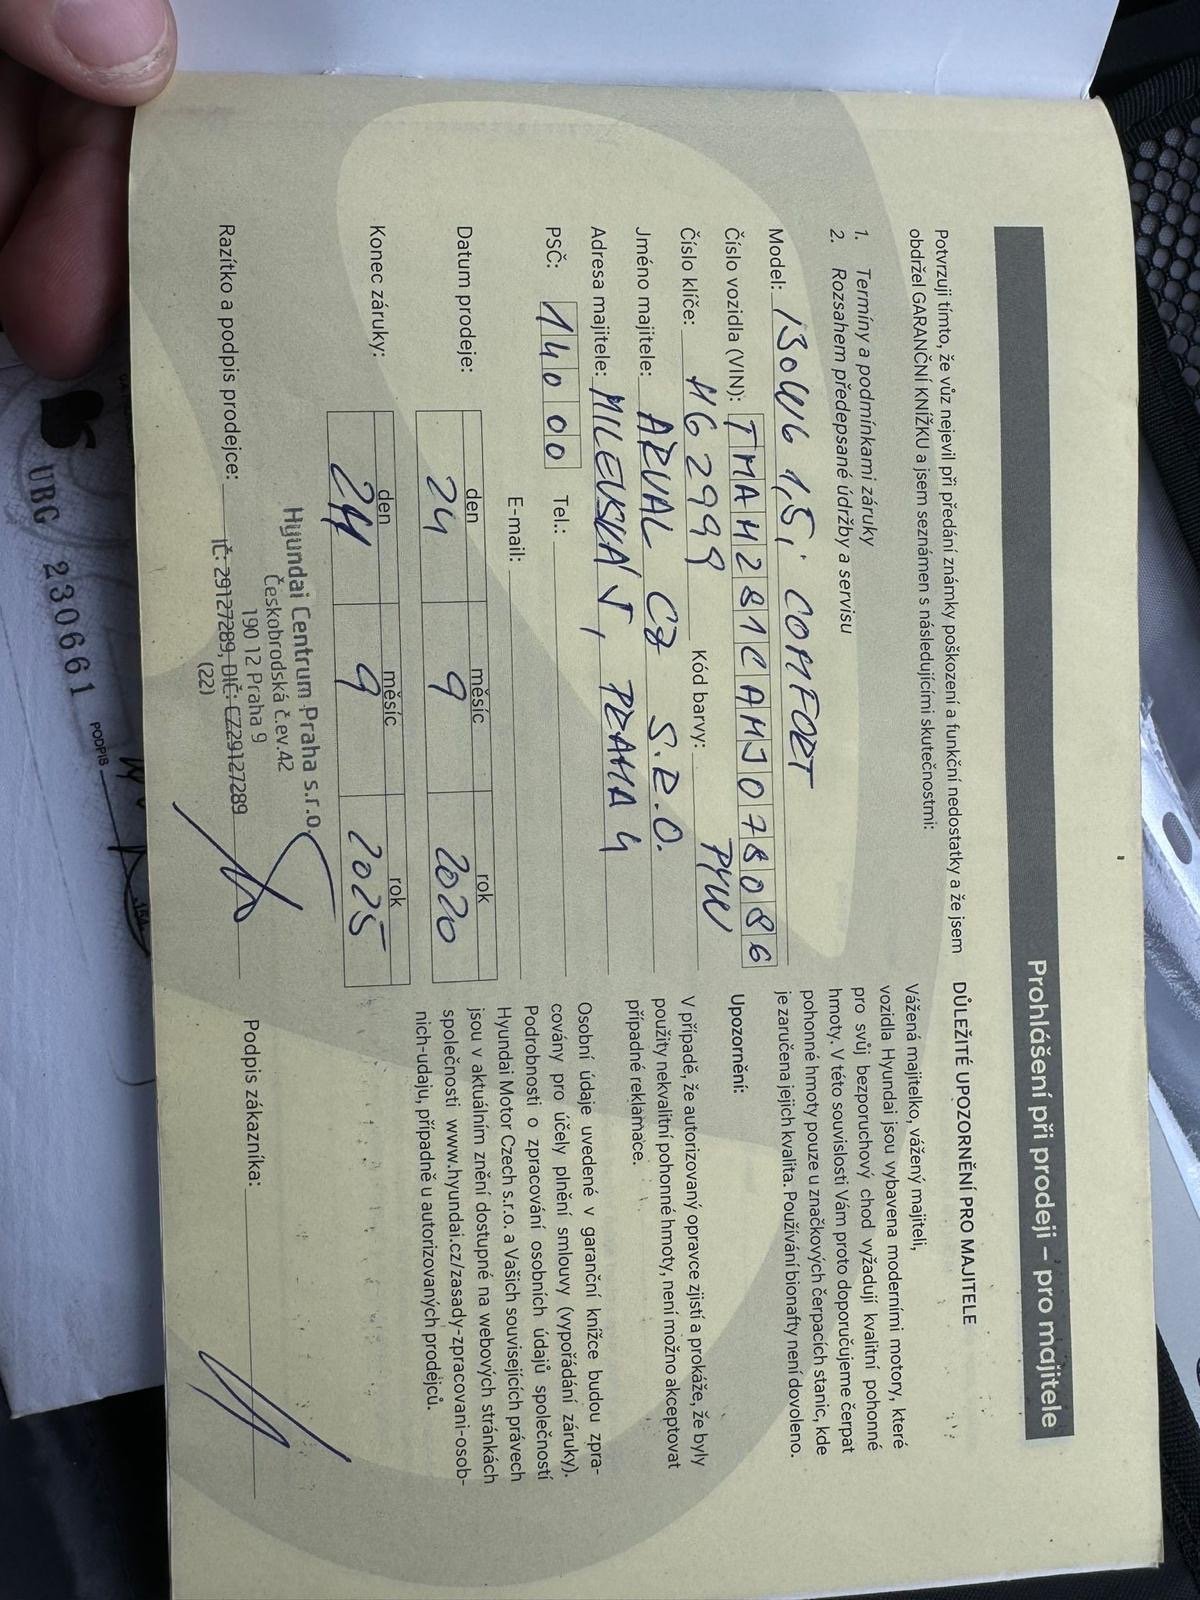 Prohlášení při prodeji – pro majitele
Potvrzuji tímto, že vůz nejevil při předání známky poškození a funkční nedostatky a že jsem
obdržel GARANČNÍ KNÍŽKU a jsem seznámen s následujícími skutečnostmi:
1. Termíny a podmínkami záruky
2. Rozsahem předepsané údržby a servisu
Model: I30W6 1,5i COMFORT
Číslo vozidla (VIN): TMAH281CAMJ078086
Číslo klíče: HG2999 Kód barvy: PYW
Jméno majitele: ARVAL CZ S.R.O.
Adresa majitele: MILEVSKÁ 5, PRAHA 4
PSČ: 140 00 Tel.:
E-mail:
Datum prodeje: den 24 měsíc 9 rok 2020
Konec záruky: den 24 měsíc 9 rok 2025
Hyundai Centrum Praha s.r.o.
Českobrodská č.ev.42
190 12 Praha 9
IČ: 29127289, DIČ: CZ29127289
(22)
Razítko a podpis prodejce:
DŮLEŽITÉ UPOZORNĚNÍ PRO MAJITELE
Vážená majitelko, vážený majiteli,
vozidla Hyundai jsou vybavena moderními motory, které
pro svůj bezporuchový chod vyžadují kvalitní pohonné
hmoty. V této souvislosti Vám proto doporučujeme čerpat
pohonné hmoty pouze u značkových čerpacích stanic, kde
je zaručena jejich kvalita. Používání bionafty není dovoleno.
Upozornění:
V případě, že autorizovaný opravce zjistí a prokáže, že byly
použity nekvalitní pohonné hmoty, není možno akceptovat
případné reklamace.
Osobní údaje uvedené v garanční knížce budou zpra-
covány pro účely plnění smlouvy (vypořádání záruky).
Podrobnosti o zpracování osobních údajů společností
Hyundai Motor Czech s.r.o. a Vašich souvisejících právech
jsou v aktuálním znění dostupné na webových stránkách
společnosti www.hyundai.cz/zasady-zpracovani-osob-
nich-udaju, případně u autorizovaných prodejců.
Podpis zákazníka:
UBG 230661
PODPIS